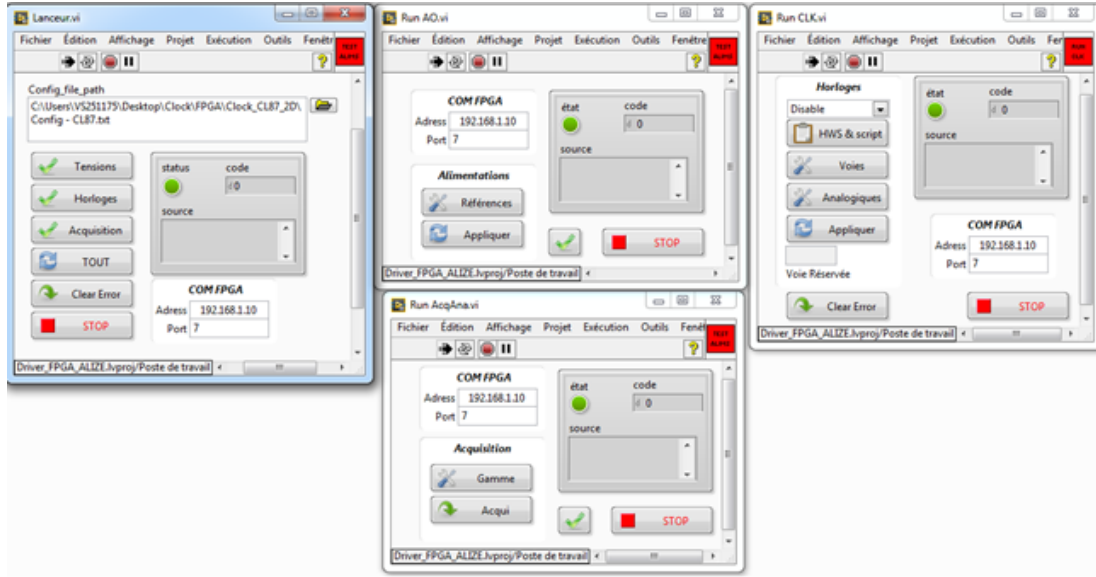 Lanceur.vi
Fichier Édition Affichage Projet Exécution Outils Fenêtr
Config_file_path
C:\Users\VS251175\Desktop\Clock\FPGA\Clock_CL87_2D\
Config - CL87.txt
Tensions
Horloges
Acquisition
TOUT
Clear Error
STOP
status code
d 0
source
COM FPGA
Adress 192.168.1.10
Port 7
Driver_FPGA_ALIZE.lvproj/Poste de travail
Run AO.vi
Fichier Édition Affichage Projet Exécution Outils Fenêtre
COM FPGA
Adress 192.168.1.10
Port 7
Alimentations
Références
Appliquer
état code
d 0
source
STOP
Driver_FPGA_ALIZE.lvproj/Poste de travail
Run AcqAna.vi
Fichier Édition Affichage Projet Exécution Outils Fenêt
COM FPGA
Adress 192.168.1.10
Port 7
Acquisition
Gamme
Acqui
état code
d 0
source
STOP
Driver_FPGA_ALIZE.lvproj/Poste de travail
Run CLK.vi
Fichier Édition Affichage Projet Exécution Outils Fer
RUN
CLK
Horloges
Disable
HWS & script
Voies
Analogiques
Appliquer
Voie Réservée
Clear Error
état code
d 0
source
COM FPGA
Adress 192.168.1.10
Port 7
STOP
Driver_FPGA_ALIZE.lvproj/Poste de travail